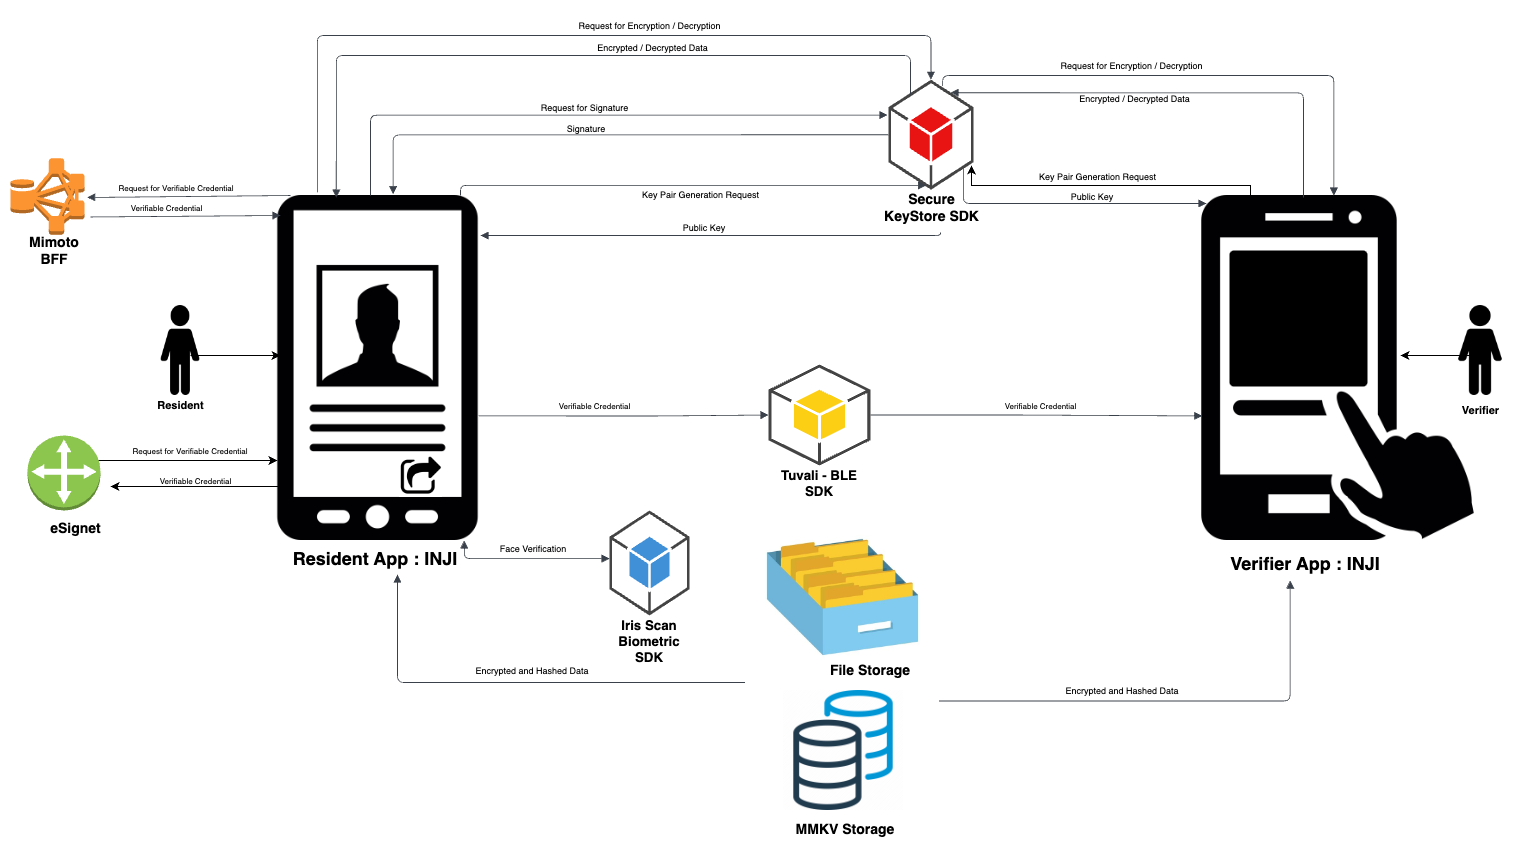 Request for Encryption / Decryption
Encrypted / Decrypted Data
Request for Encryption / Decryption
Encrypted / Decrypted Data
Request for Signature
Signature
Request for Verifiable Credential
Verifiable Credential
Key Pair Generation Request
Key Pair Generation Request
Public Key
Secure
KeyStore SDK
Public Key
Mimoto
BFF
Resident
Verifiable Credential
Verifiable Credential
Verifier
Request for Verifiable Credential
Verifiable Credential
Tuvali - BLE
SDK
eSignet
Resident App : INJI
Face Verification
Verifier App : INJI
Iris Scan
Biometric
SDK
File Storage
Encrypted and Hashed Data
Encrypted and Hashed Data
MMKV Storage